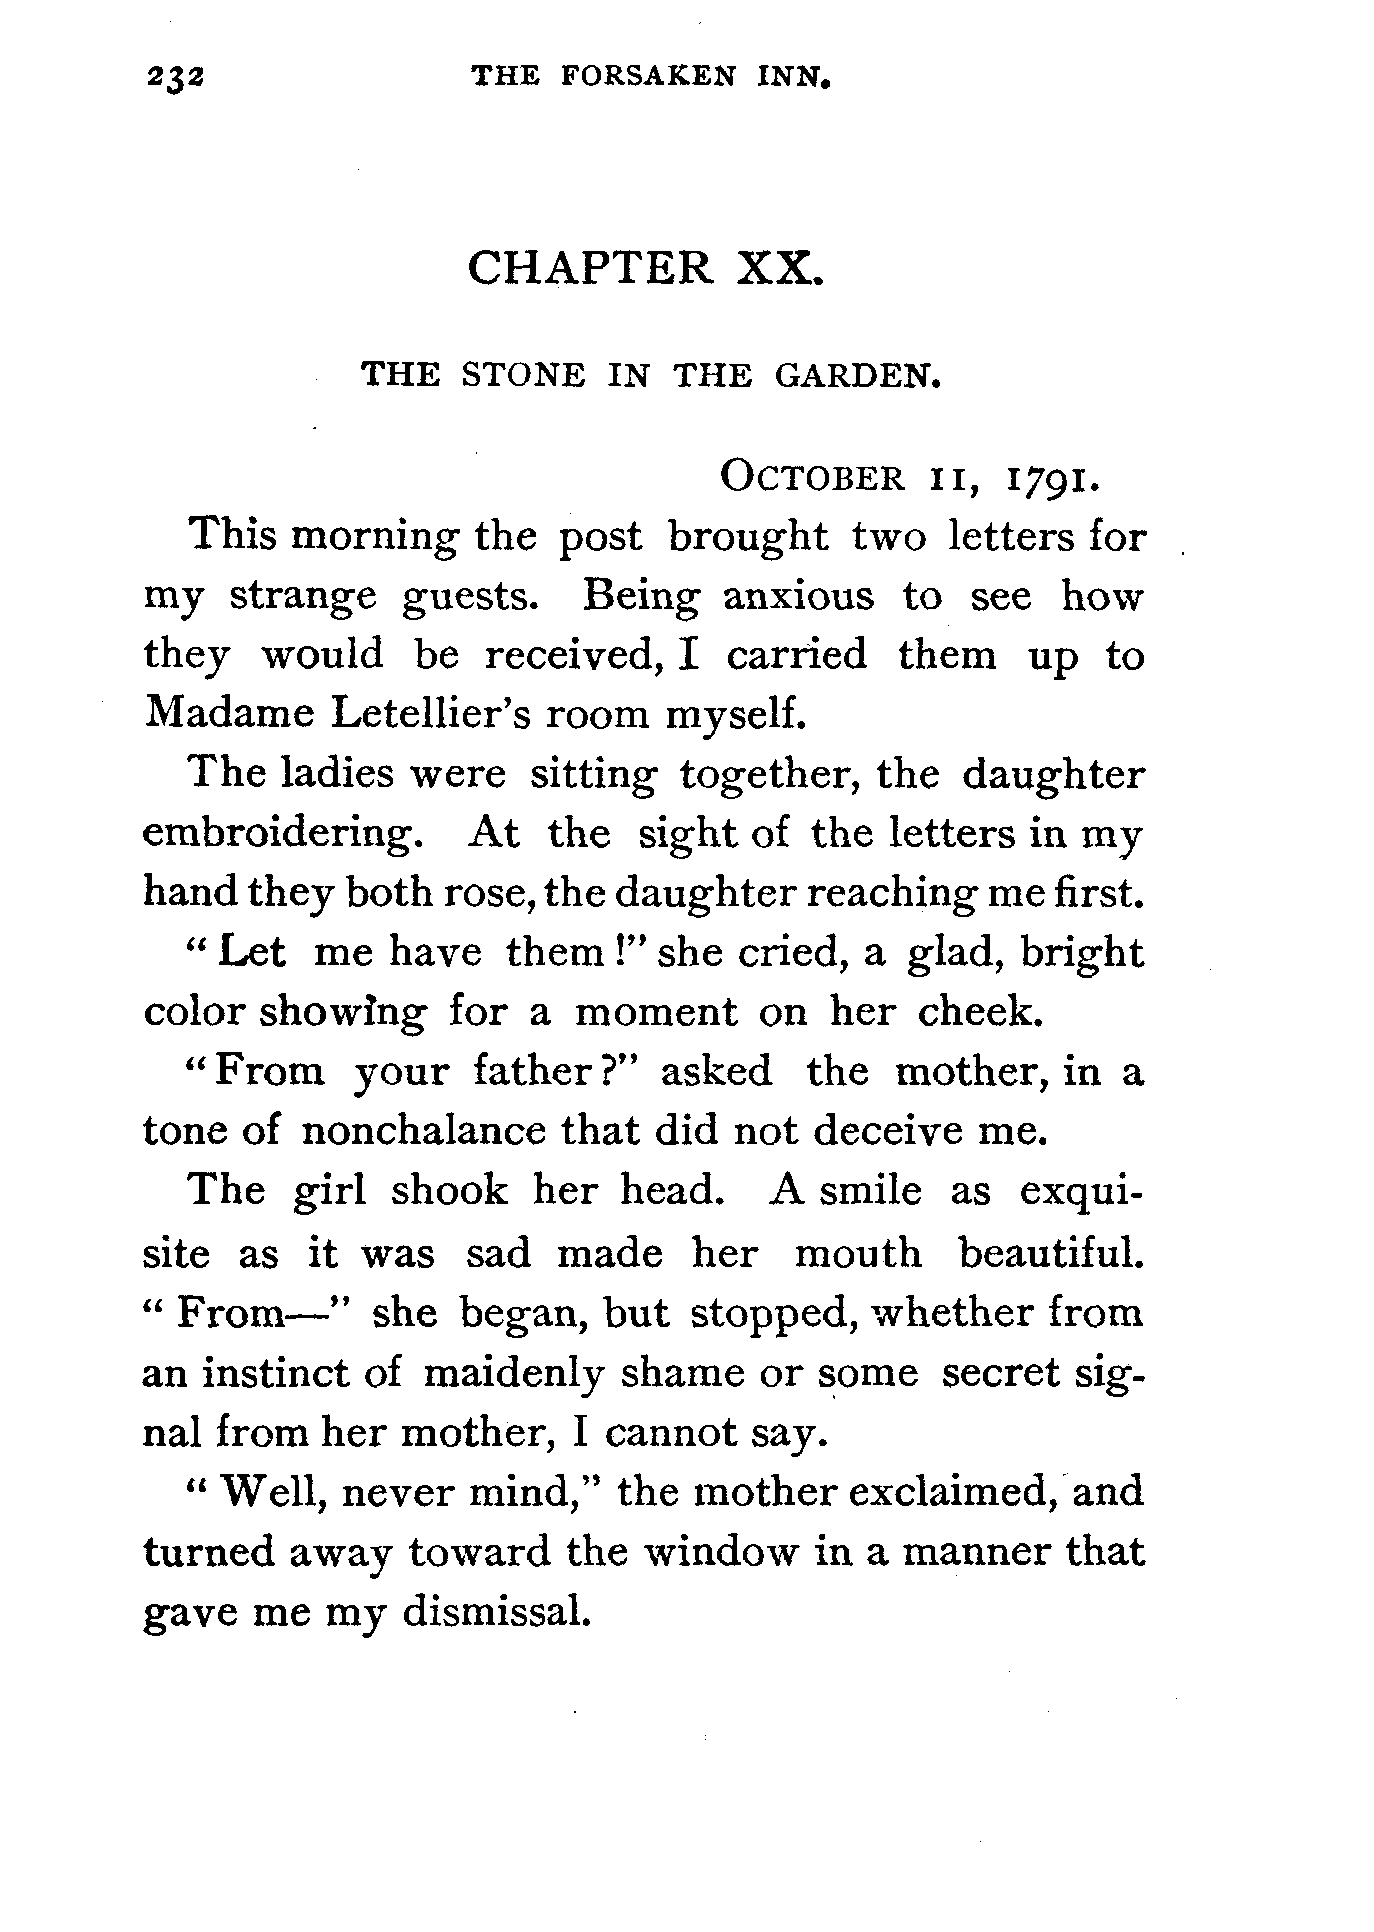 232 THE FORSAKEN INN.
CHAPTER XX.
THE STONE IN THE GARDEN.
OCTOBER 11, 1791.
This morning the post brought two letters for
my strange guests. Being anxious to see how
they would be received, I carried them up to
Madame Letellier's room myself.
The ladies were sitting together, the daughter
embroidering. At the sight of the letters in my
hand they both rose, the daughter reaching me first.
" Let me have them !" she cried, a glad, bright
color showing for a moment on her cheek.
" From your father ?" asked the mother, in a
tone of nonchalance that did not deceive me.
The girl shook her head. A smile as exqui-
site as it was sad made her mouth beautiful.
" From—" she began, but stopped, whether from
an instinct of maidenly shame or some secret sig-
nal from her mother, I cannot say.
" Well, never mind," the mother exclaimed, and
turned away toward the window in a manner that
gave me my dismissal.